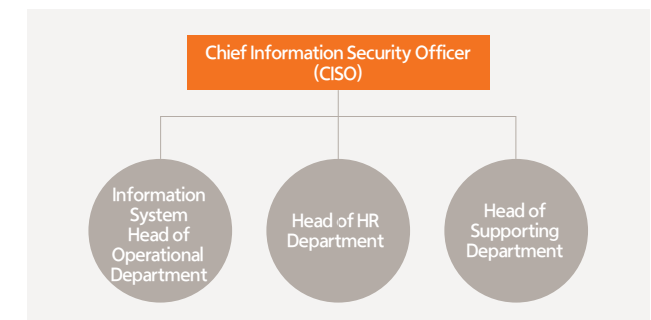 Chief Information Security Officer
(CISO)
Information
System
Head of
Operational
Department
Head of HR
Department
Head of
Supporting
Department